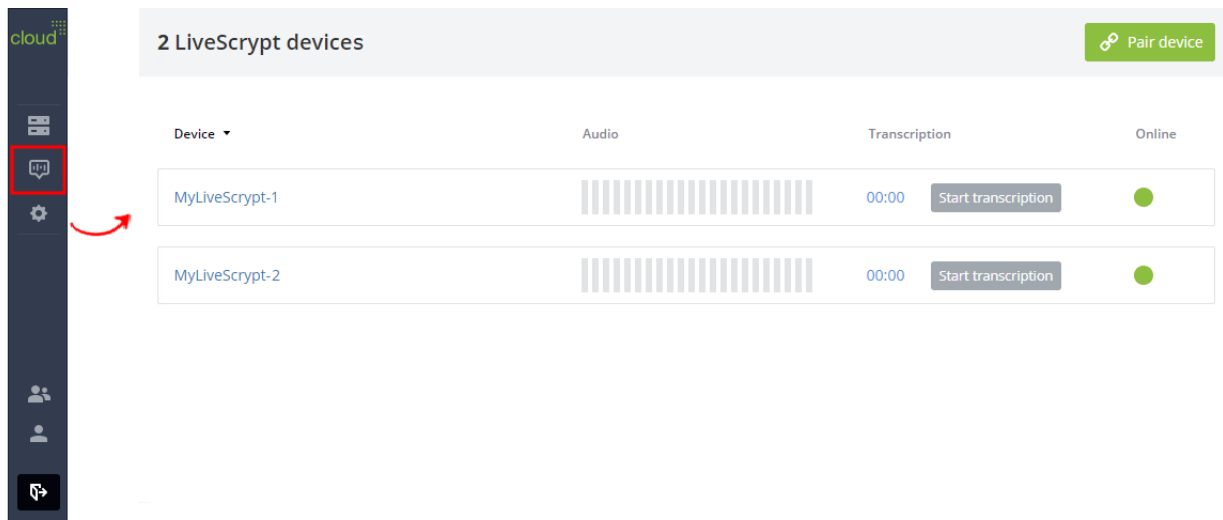 cloud
2 LiveScrypt devices
Pair device
Device Audio Transcription Online
MyLiveScrypt-1 00:00 Start transcription
MyLiveScrypt-2 00:00 Start transcription